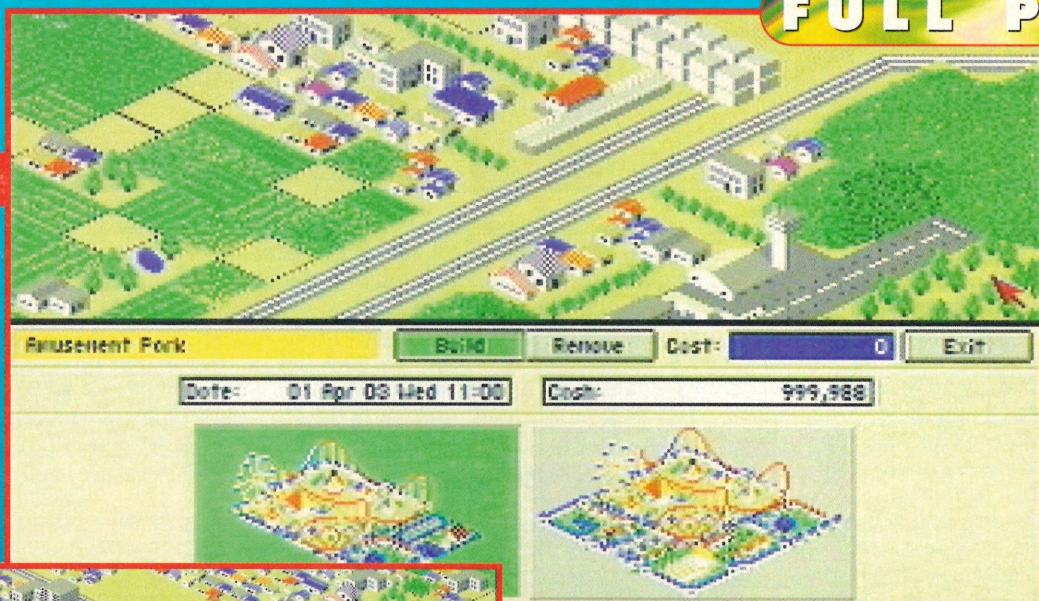 FULL P
Amusement Park
Build Remove Cost: 0 Exit
Date: 01 Apr 03 Wed 11:00 Cash: 999,988